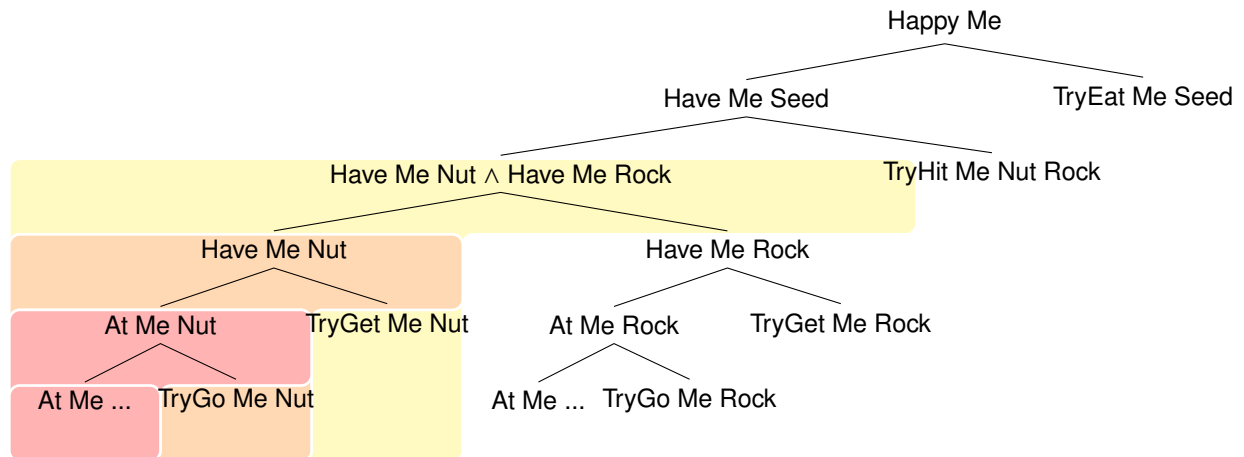 Happy Me
Have Me Seed
TryEat Me Seed
Have Me Nut ∧ Have Me Rock
TryHit Me Nut Rock
Have Me Nut
Have Me Rock
At Me Nut
TryGet Me Nut
At Me Rock
TryGet Me Rock
At Me ...
TryGo Me Nut
At Me ...
TryGo Me Rock